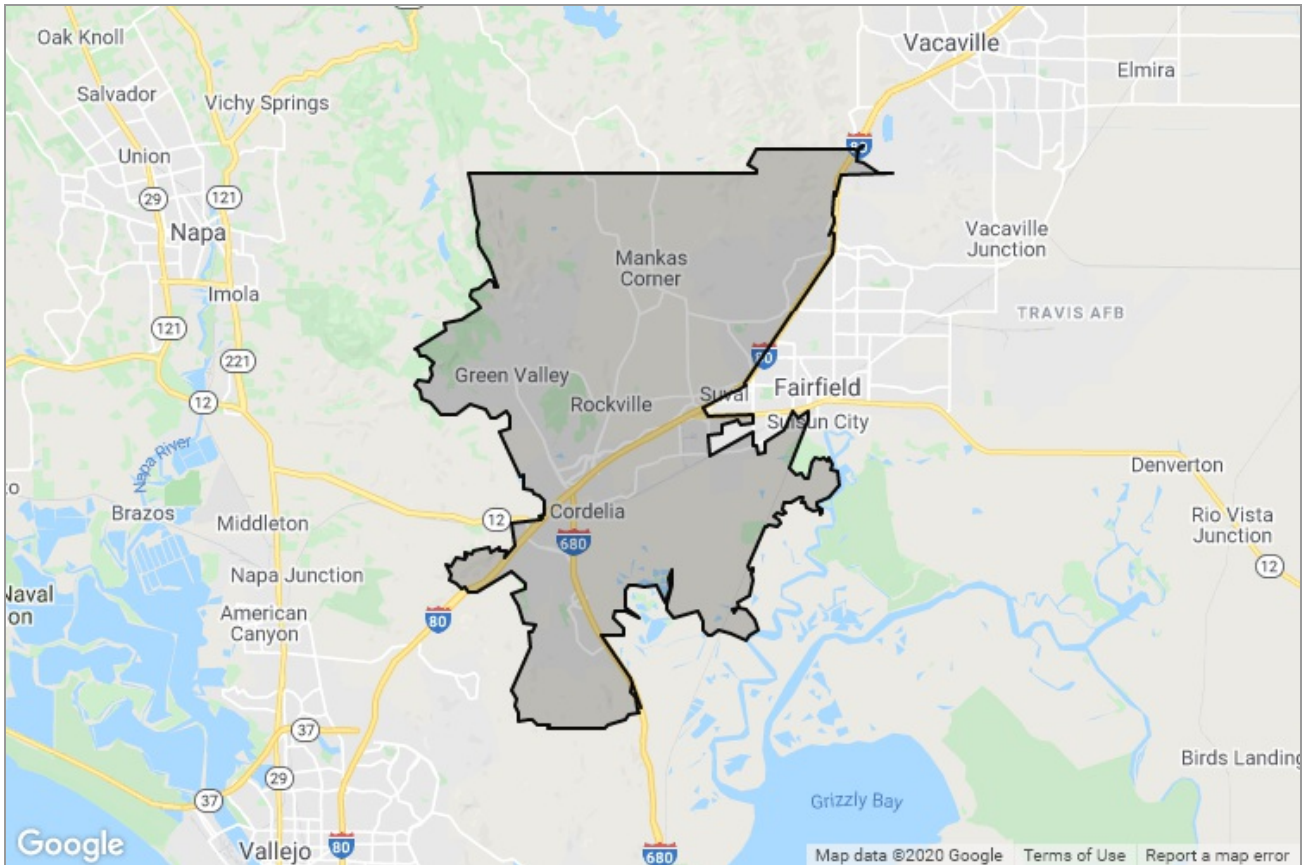 Oak Knoll
Vacaville
Elmira
Salvador
Vichy Springs
80
Union
29
121
121
Napa
Vacaville
Junction
Mankas
Corner
Imola
TRAVIS AFB
121
221
80
Green Valley
Suval
Fairfield
12
Rockville
Suisun City
Napa River
Denverton
Brazos
Middleton
12
Cordelia
Rio Vista
Junction
680
12
Napa Junction
American
Canyon
80
37
29
Birds Landing
37
Grizzly Bay
Google
Vallejo
80
680
Map data ©2020 Google
Terms of Use
Report a map error